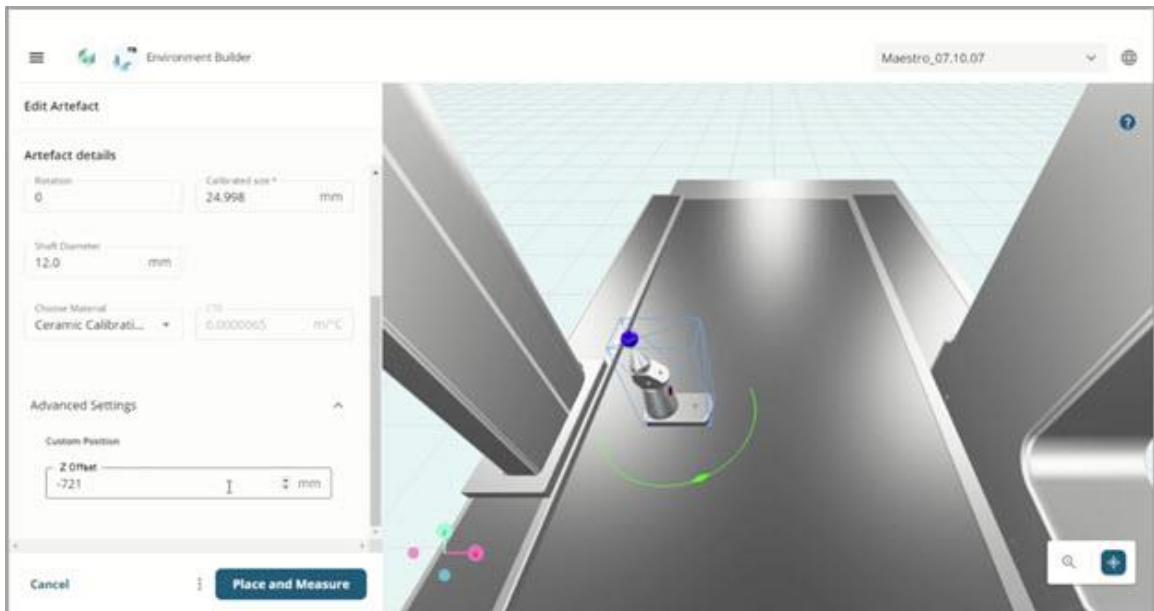 Environment Builder
Maestro_07.10.07
Edit Artefact
Artefact details
Rotation
Calibrated size *
0
24.998 mm
Shaft Diameter
12.0 mm
Choose Material
CTE
Ceramic Calibrati...
0.0000065 m/°C
Advanced Settings
Custom Position
Z Offset
-721 mm
Cancel
Place and Measure